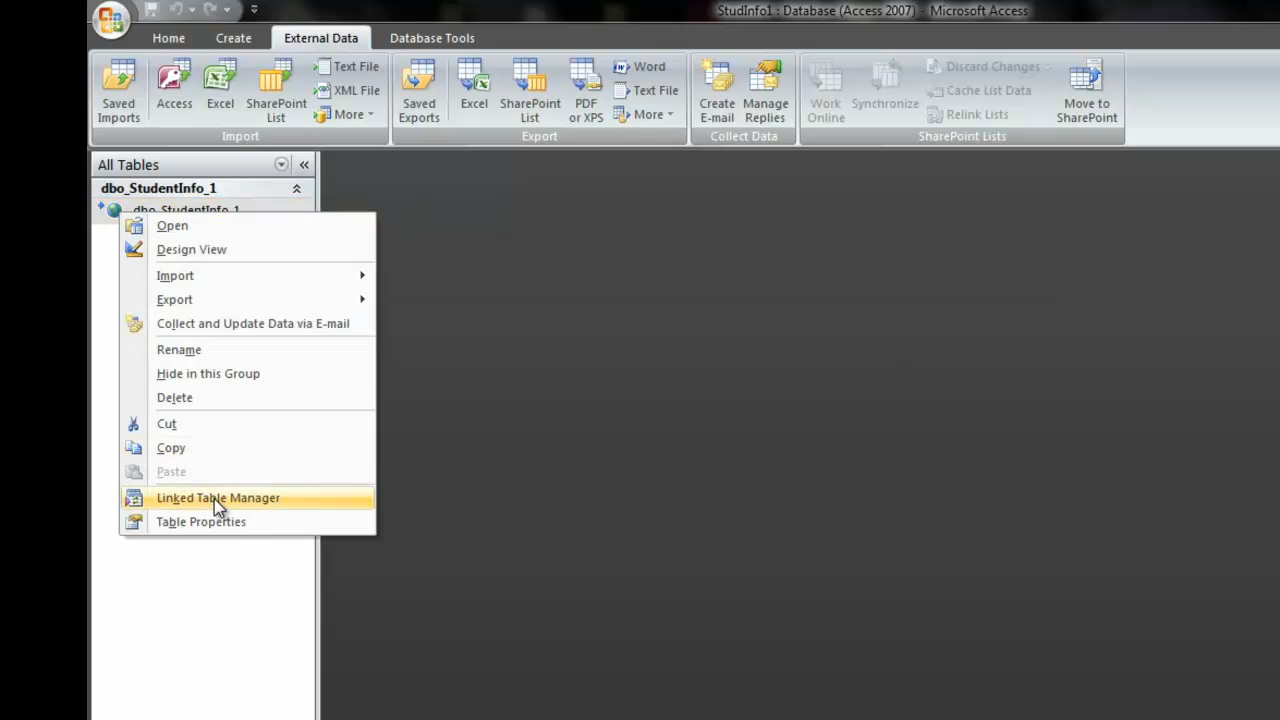 StudInfo1 : Database (Access 2007) - Microsoft Access
Home Create External Data Database Tools
Saved Imports
Access
Excel
SharePoint List
Text File
XML File
More
Import
Saved Exports
Excel
SharePoint List
PDF or XPS
Word
Text File
More
Export
Create E-mail
Manage Replies
Collect Data
Work Online
Synchronize
Discard Changes
Cache List Data
Relink Lists
Move to SharePoint
SharePoint Lists
All Tables
dbo_StudentInfo_1
dbo_StudentInfo_1
Open
Design View
Import
Export
Collect and Update Data via E-mail
Rename
Hide in this Group
Delete
Cut
Copy
Paste
Linked Table Manager
Table Properties